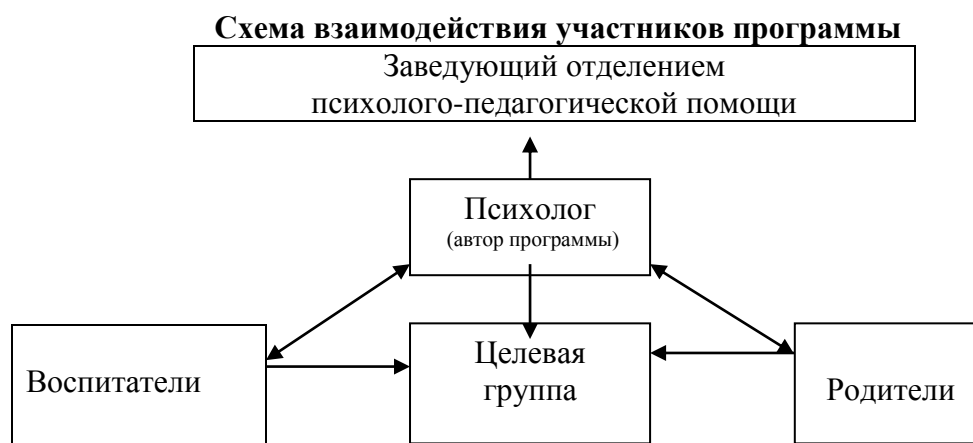 Схема взаимодействия участников программы
Заведующий отделением
психолого-педагогической помощи
Психолог
(автор программы)
Воспитатели
Целевая
группа
Родители